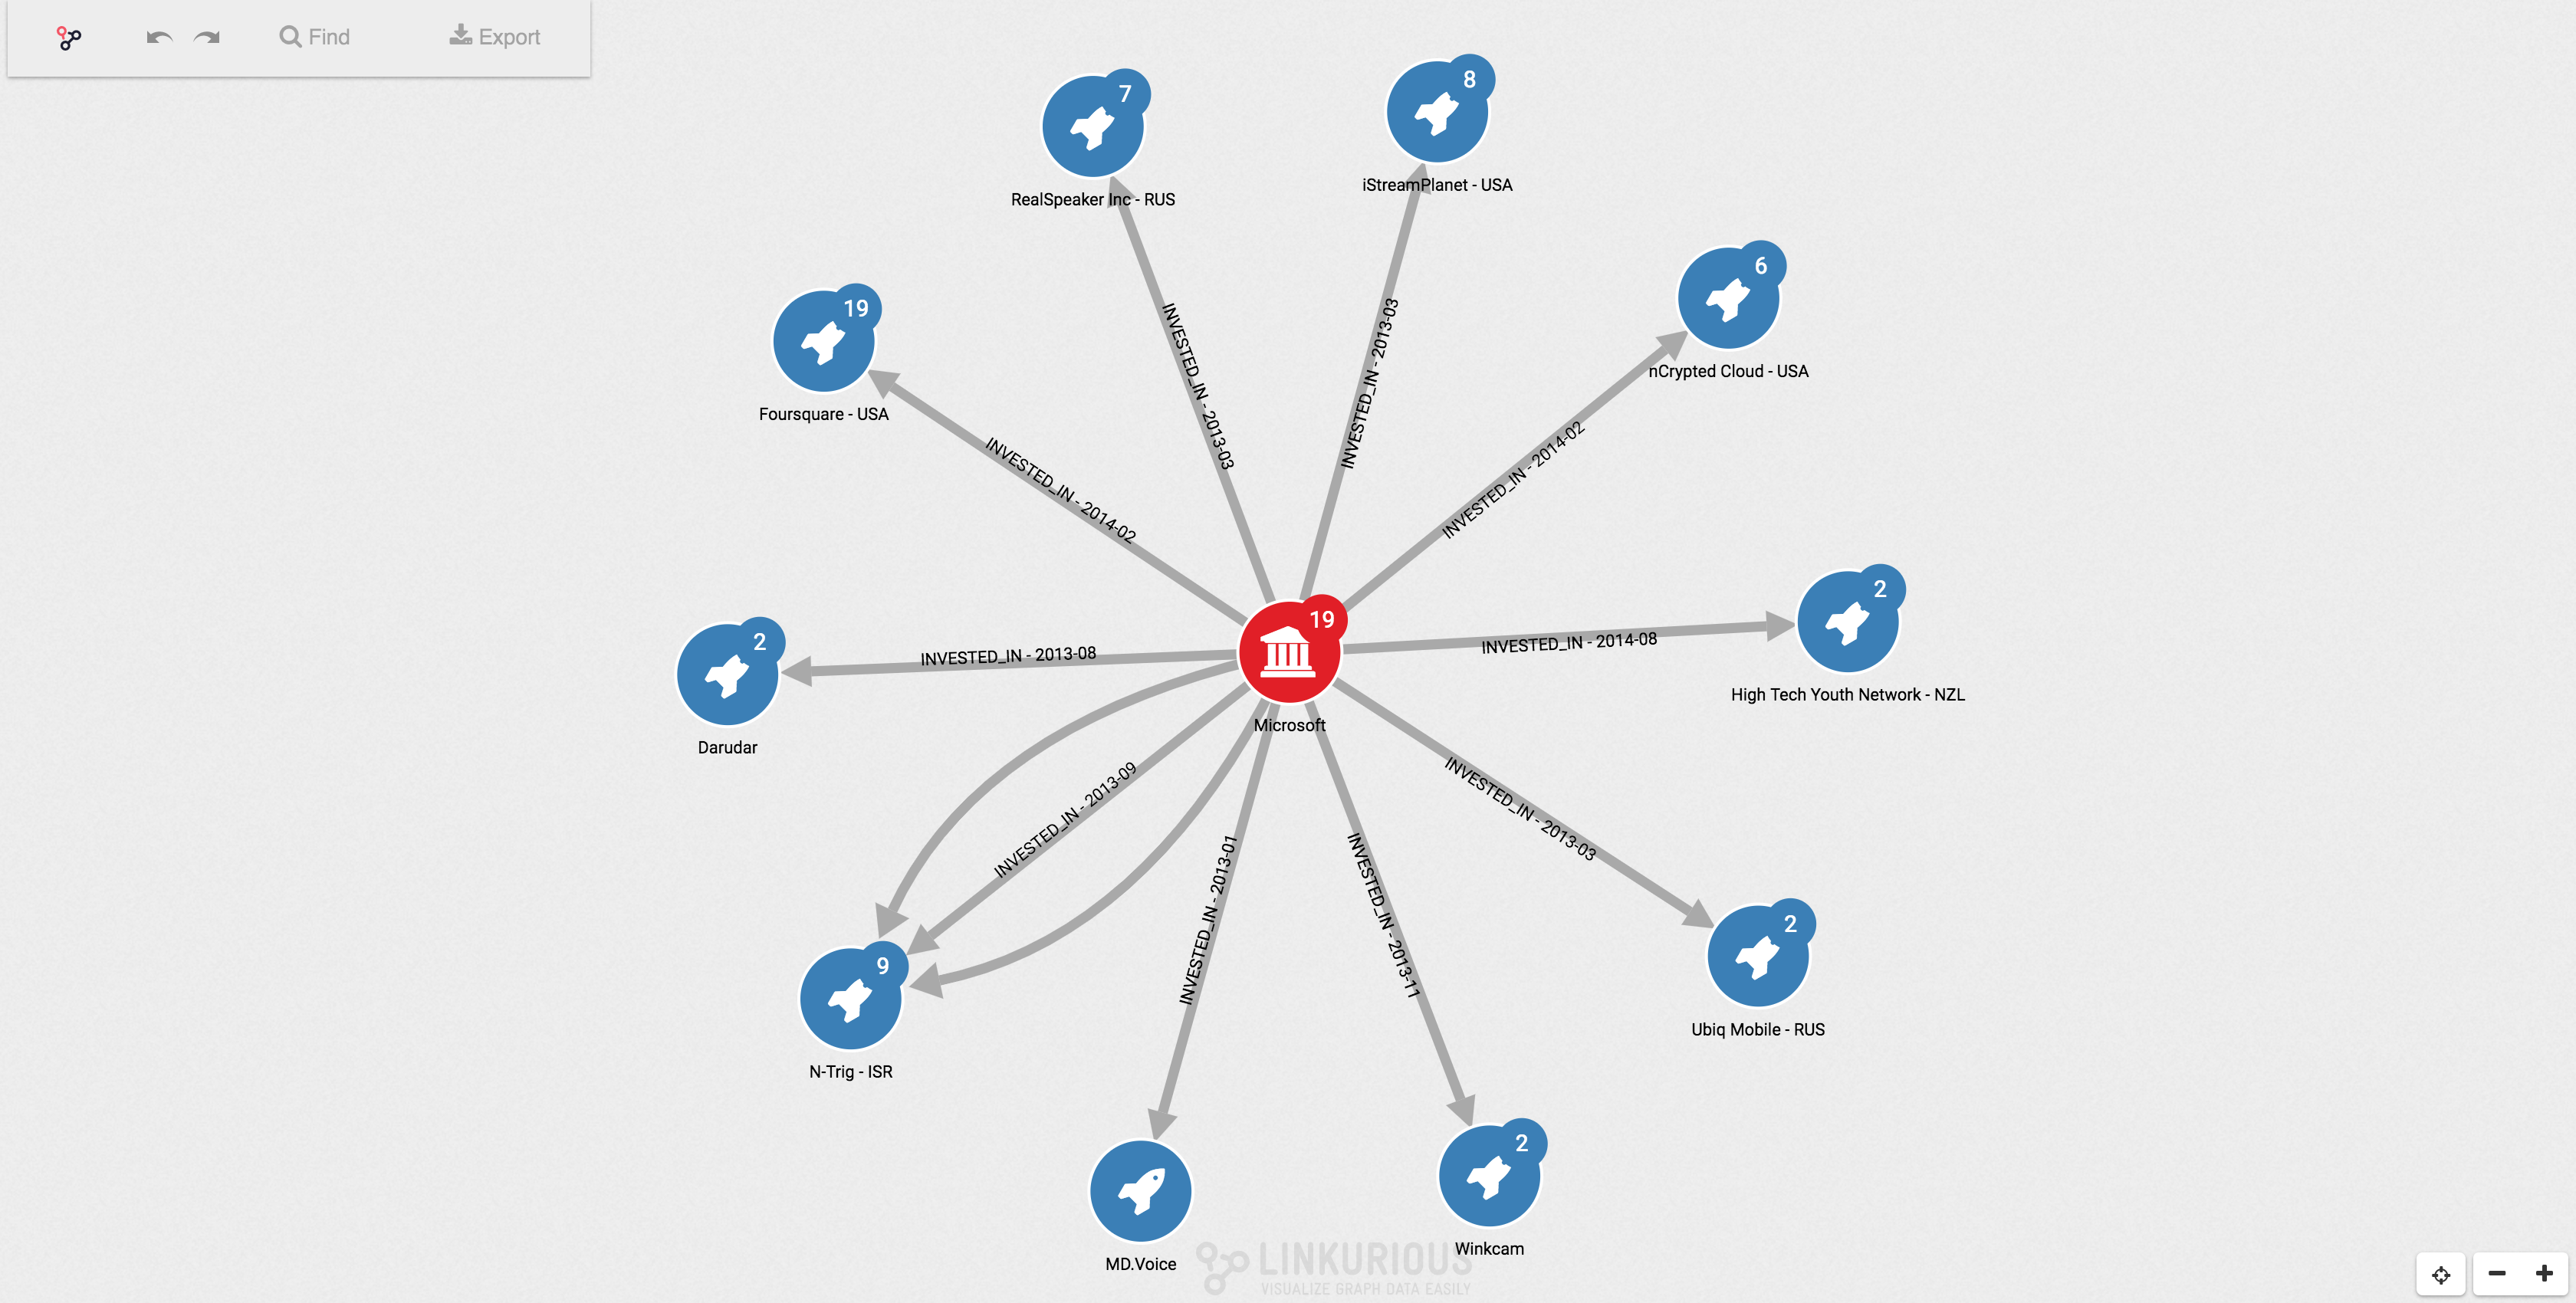 Find
Export
7
RealSpeaker Inc - RUS
8
iStreamPlanet - USA
6
nCrypted Cloud - USA
19
Foursquare - USA
INVESTED_IN - 2013-03
INVESTED_IN - 2013-03
INVESTED_IN - 2014-02
INVESTED_IN - 2014-02
2
High Tech Youth Network - NZL
19
Microsoft
2
Darudar
INVESTED_IN - 2013-08
INVESTED_IN - 2014-08
INVESTED_IN - 2013-09
INVESTED_IN - 2013-03
INVESTED_IN - 2013-01
INVESTED_IN - 2013-11
9
N-Trig - ISR
2
Ubiq Mobile - RUS
MD.Voice
2
Winkcam
LINKURIOUS
VISUALIZE GRAPH DATA EASILY